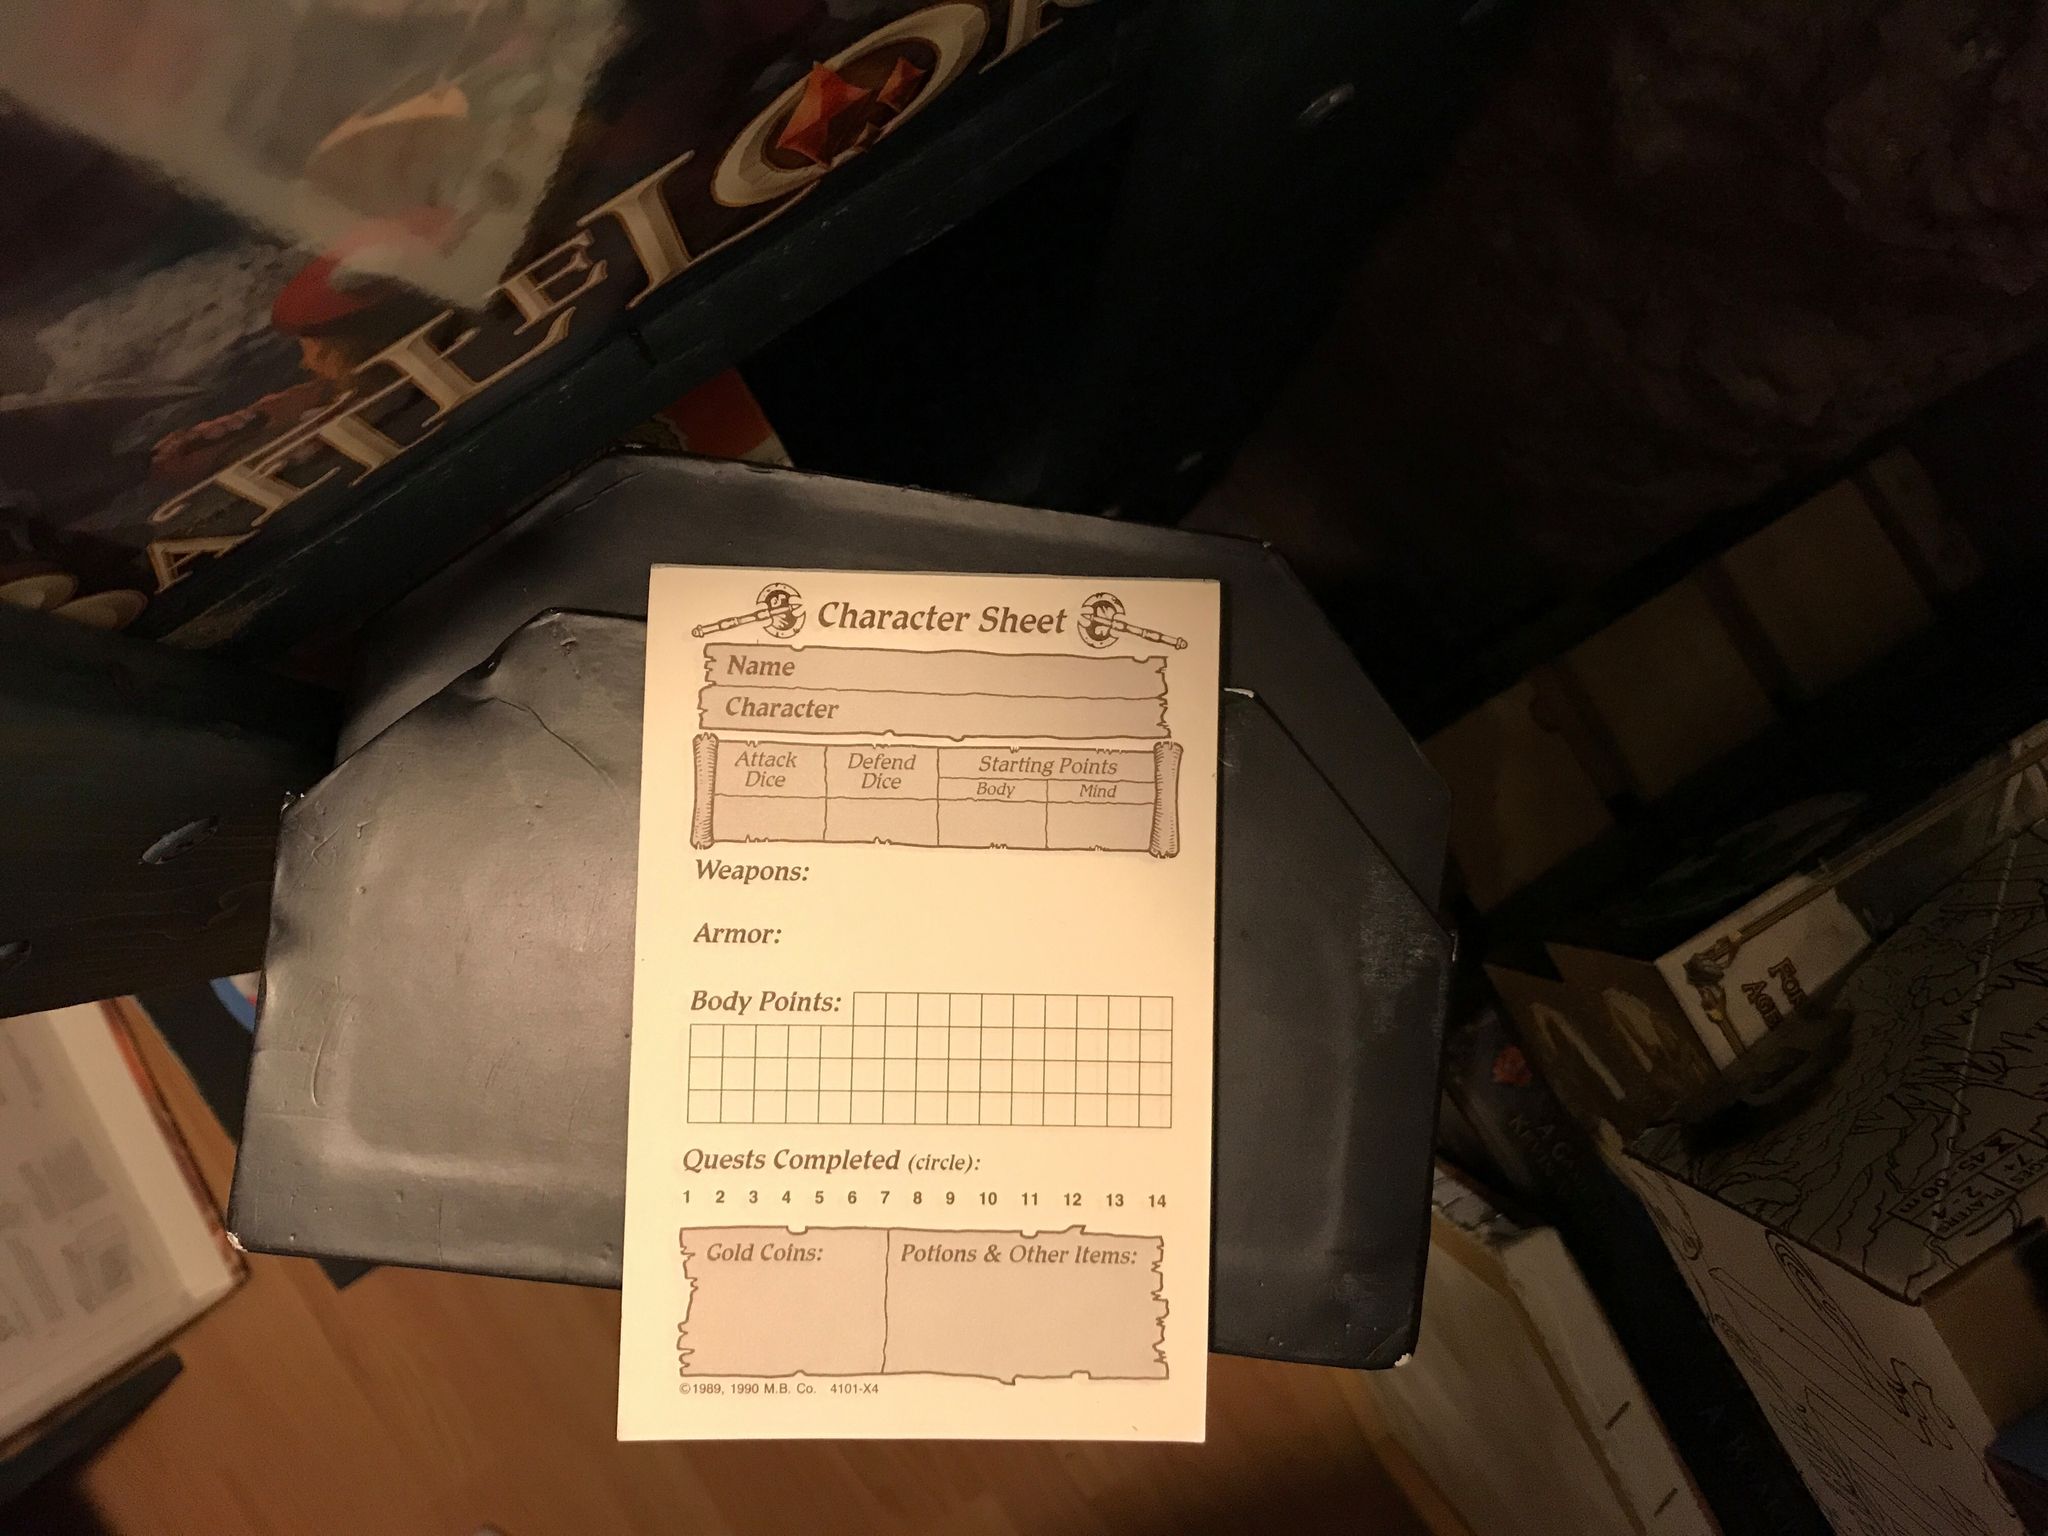 Character Sheet
Name
Character
Attack Dice
Defend Dice
Starting Points
Body
Mind
Weapons:
Armor:
Body Points:
Quests Completed (circle):
1 2 3 4 5 6 7 8 9 10 11 12 13 14
Gold Coins:
Potions & Other Items:
©1989, 1990 M.B. Co. 4101-X4